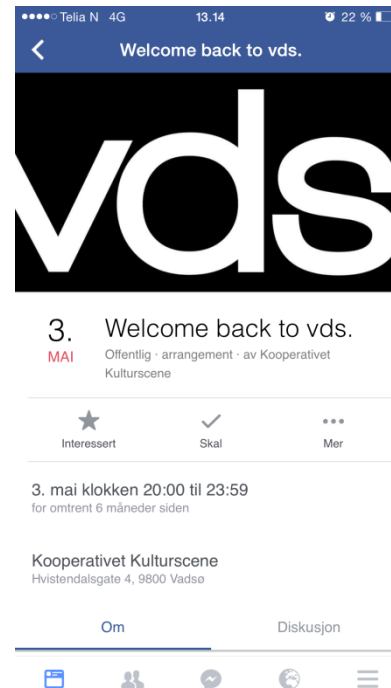 Telia N 4G 13.14 22 %
Welcome back to vds.
vds
3.
MAI
Welcome back to vds.
Offentlig · arrangement · av Kooperativet
Kulturscene
Interessert Skal Mer
3. mai klokken 20:00 til 23:59
for omtrent 6 måneder siden
Kooperativet Kulturscene
Hvistendalsgate 4, 9800 Vadsø
Om Diskusjon